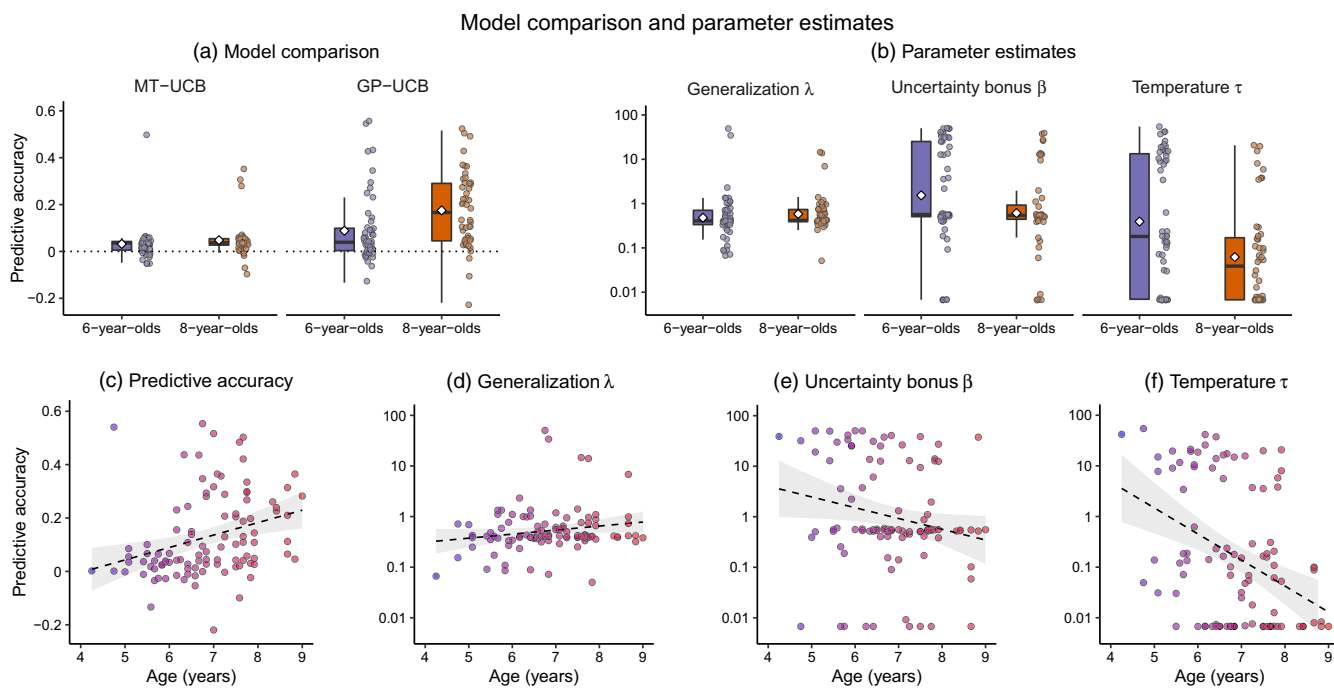 Model comparison and parameter estimates
(a) Model comparison
(b) Parameter estimates
MT−UCB
GP−UCB
Generalization λ
Uncertainty bonus β
Temperature τ
Predictive accuracy
0.6
0.4
0.2
0
−0.2
100
10
1
0.1
0.01
6-year-olds
8-year-olds
6-year-olds
8-year-olds
6-year-olds
8-year-olds
6-year-olds
8-year-olds
6-year-olds
8-year-olds
(c) Predictive accuracy
(d) Generalization λ
(e) Uncertainty bonus β
(f) Temperature τ
Predictive accuracy
0.6
0.4
0.2
0
−0.2
100
10
1
0.1
0.01
100
10
1
0.1
0.01
100
10
1
0.1
0.01
4 5 6 7 8 9
4 5 6 7 8 9
4 5 6 7 8 9
4 5 6 7 8 9
Age (years)
Age (years)
Age (years)
Age (years)